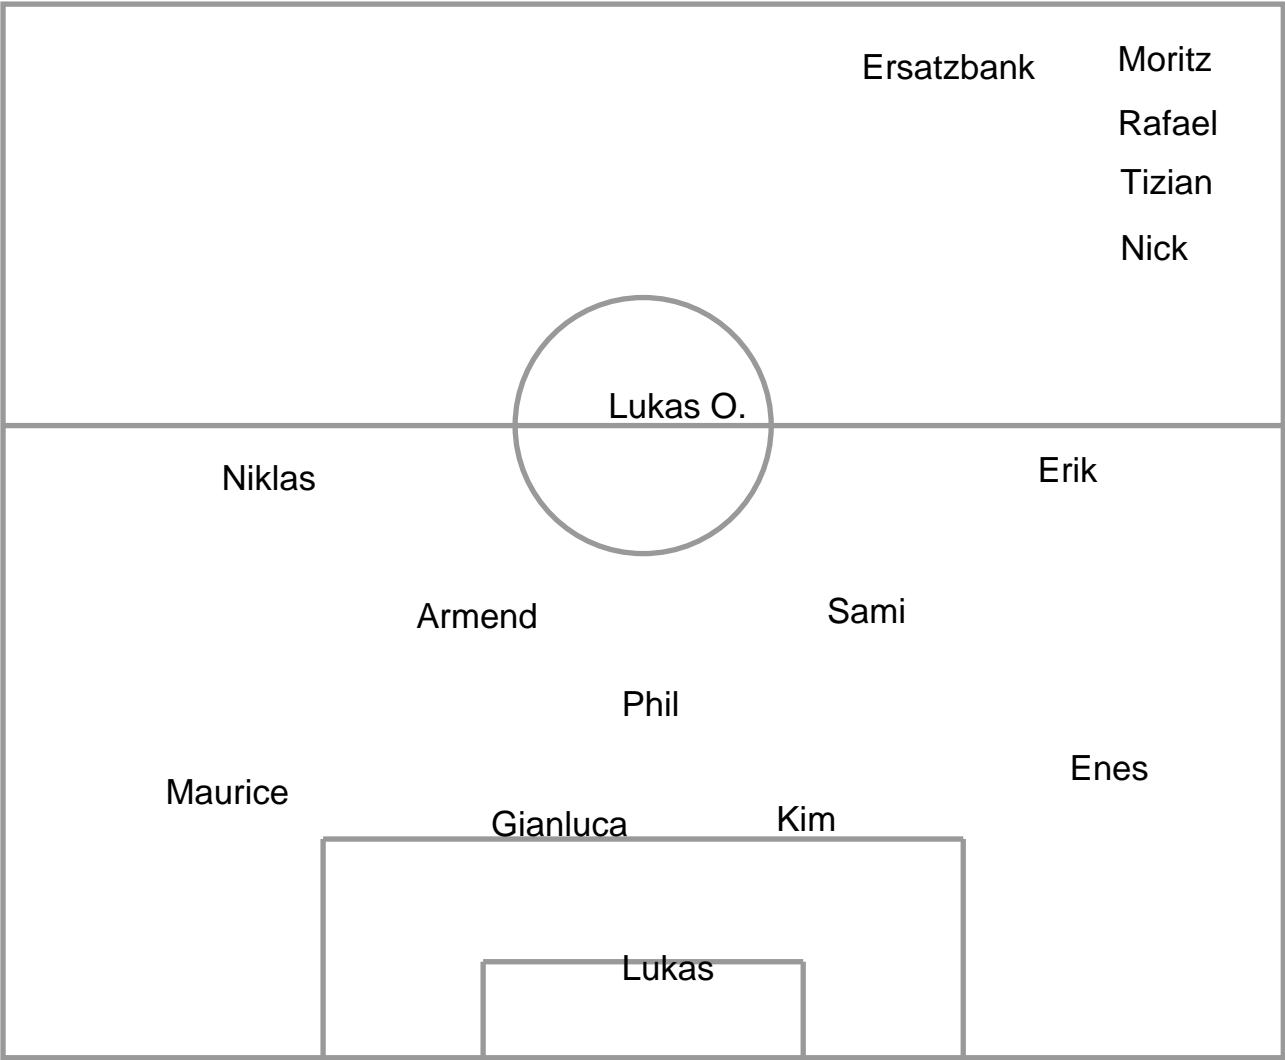 Ersatzbank
Moritz
Rafael
Tizian
Nick
Lukas O.
Niklas
Erik
Armend
Sami
Phil
Enes
Maurice
Gianluca
Kim
Lukas